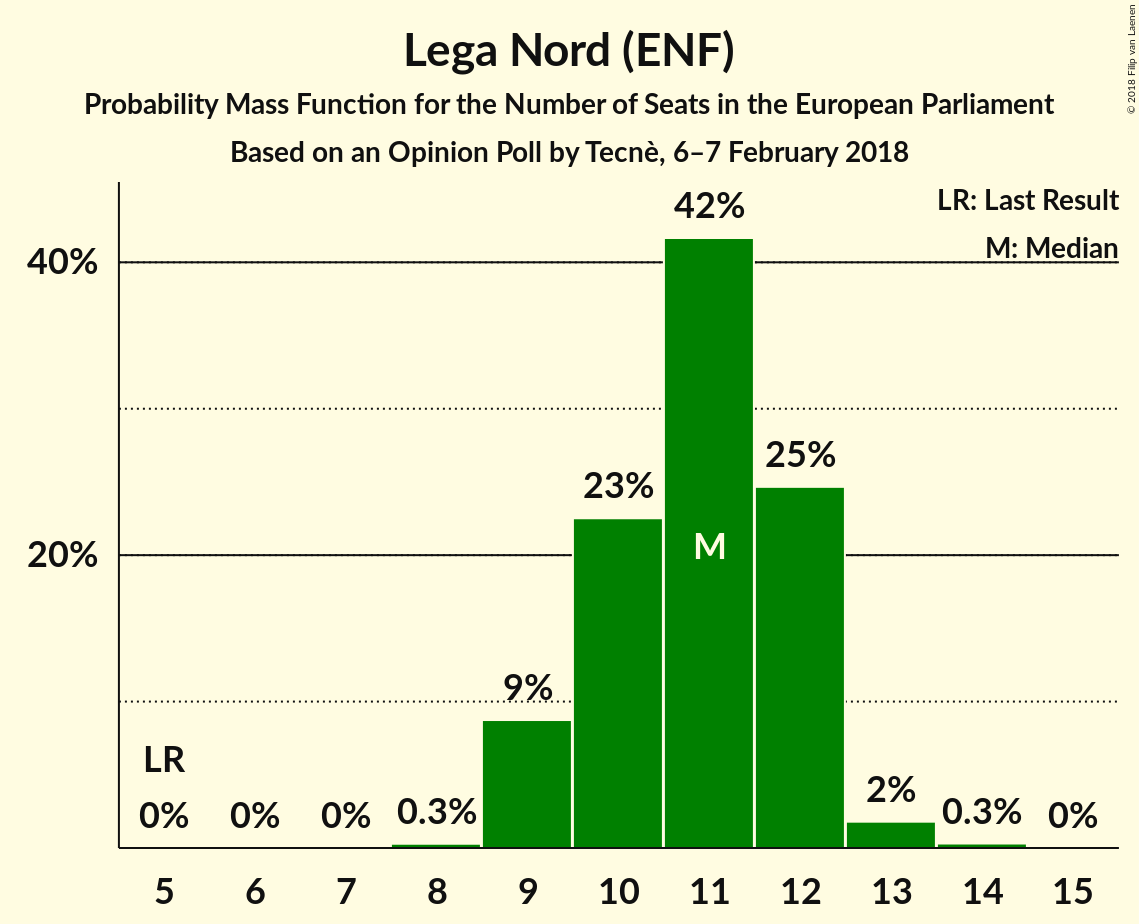 Lega Nord (ENF)
Probability Mass Function for the Number of Seats in the European Parliament
Based on an Opinion Poll by Tecnè, 6–7 February 2018
© 2018 Filip van Laenen
LR: Last Result
M: Median
40%
20%
LR
0%
0%
0%
0.3%
9%
23%
42%
M
25%
2%
0.3%
0%
5 6 7 8 9 10 11 12 13 14 15